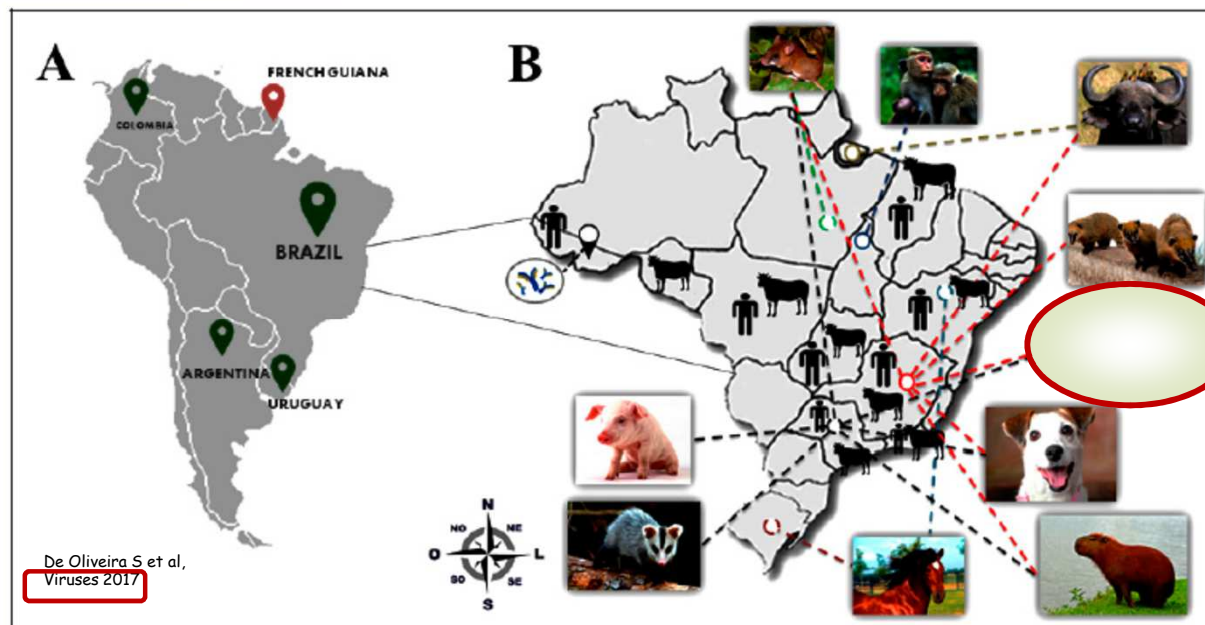 A
FRENCH GUIANA
COLOMBIA
BRAZIL
ARGENTINA
URUGUAY
De Oliveira S et al,
Viruses 2017
B
N
NO
NE
O
L
SO
SE
S